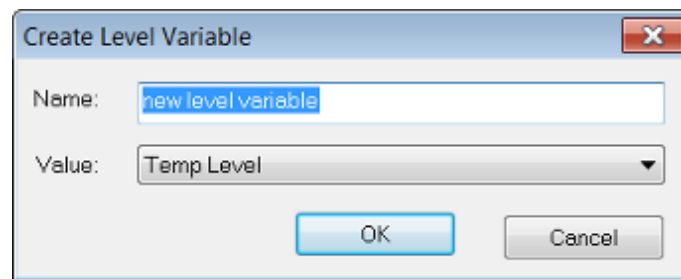 Create Level Variable
Name: new level variable
Value: Temp Level
OK Cancel